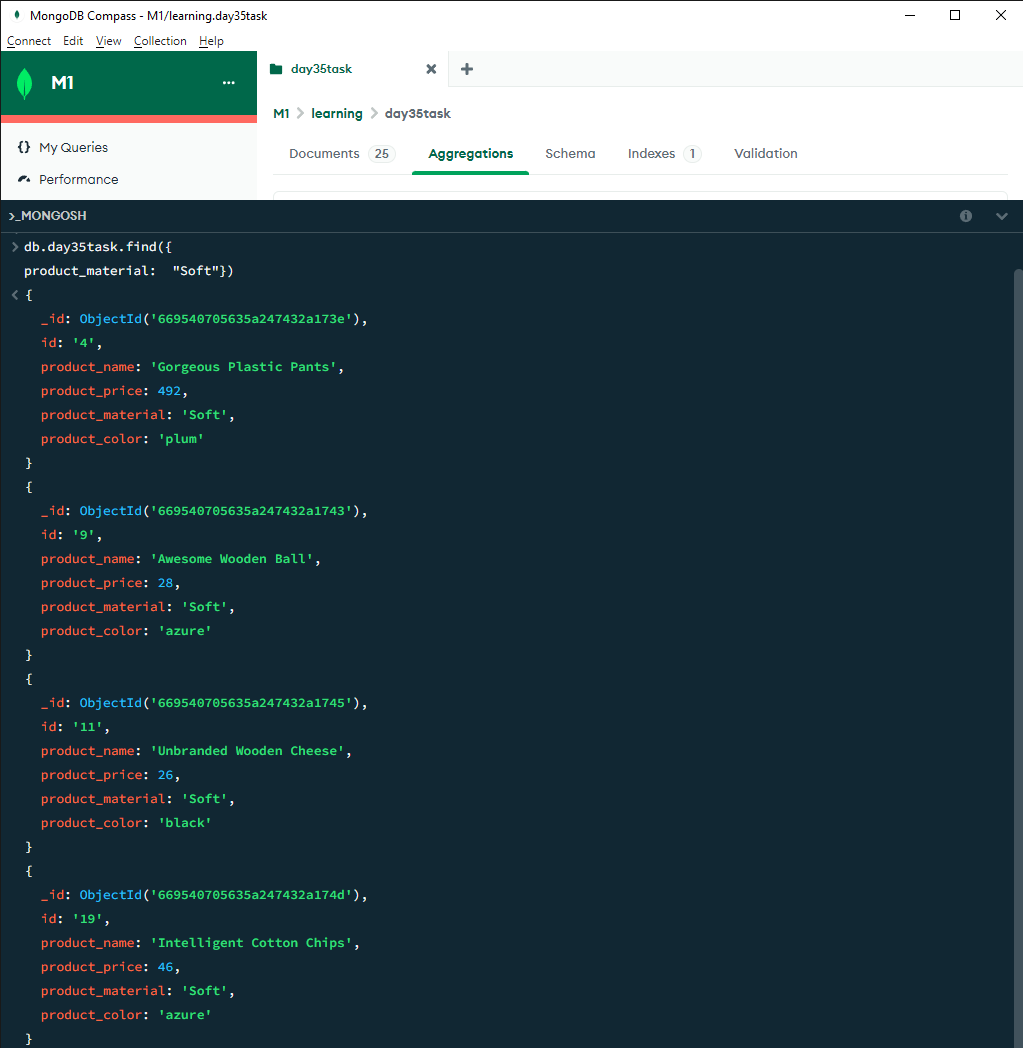 MongoDB Compass - M1/learning.day35task
Connect Edit View Collection Help
M1 ...
day35task
M1 > learning > day35task
{} My Queries
Performance
Documents 25 Aggregations Schema Indexes 1 Validation
>_MONGOSH
> db.day35task.find({
product_material:  "Soft"})
< {
_id: ObjectId('669540705635a247432a173e'),
id: '4',
product_name: 'Gorgeous Plastic Pants',
product_price: 492,
product_material: 'Soft',
product_color: 'plum'
}
{
_id: ObjectId('669540705635a247432a1743'),
id: '9',
product_name: 'Awesome Wooden Ball',
product_price: 28,
product_material: 'Soft',
product_color: 'azure'
}
{
_id: ObjectId('669540705635a247432a1745'),
id: '11',
product_name: 'Unbranded Wooden Cheese',
product_price: 26,
product_material: 'Soft',
product_color: 'black'
}
{
_id: ObjectId('669540705635a247432a174d'),
id: '19',
product_name: 'Intelligent Cotton Chips',
product_price: 46,
product_material: 'Soft',
product_color: 'azure'
}